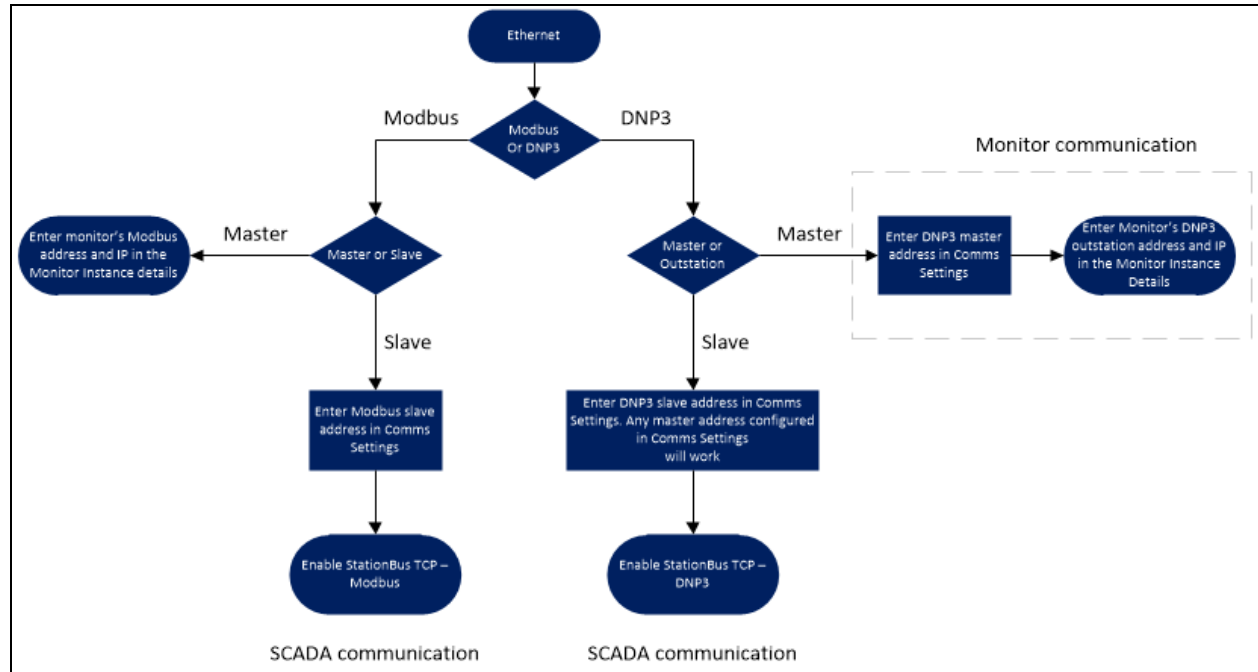 Ethernet
Modbus
DNP3
Modbus
Or DNP3
Monitor communication
Enter monitor's Modbus
address and IP in the
Monitor Instance details
Master
Master or Slave
Master or
Outstation
Master
Enter DNP3 master
address in Comms
Settings
Enter Monitor's DNP3
outstation address and IP
in the Monitor Instance
Details
Slave
Slave
Enter Modbus slave
address in Comms
Settings
Enter DNP3 slave address in Comms
Settings. Any master address configured
in Comms Settings
will work
Enable StationBus TCP –
Modbus
Enable StationBus TCP –
DNP3
SCADA communication
SCADA communication